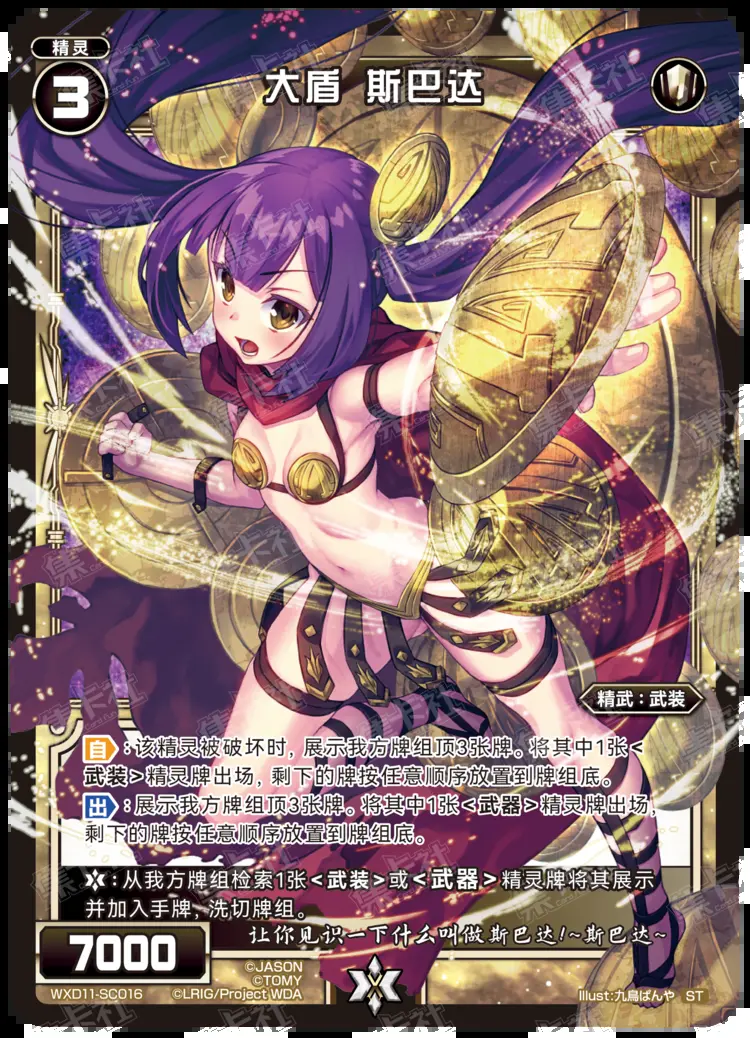 精灵
3
大盾 斯巴达
精武：武装
自：该精灵被破坏时，展示我方牌组顶3张牌。将其中1张<
武装>精灵牌出场，剩下的牌按任意顺序放置到牌组底。
出：展示我方牌组顶3张牌。将其中1张<武器>精灵牌出场，
剩下的牌按任意顺序放置到牌组底。
：从我方牌组检索1张<武装>或<武器>精灵牌将其展示
并加入手牌，洗切牌组。
让你见识一下什么叫做斯巴达!~斯巴达~
7000
©JASON
©TOMY
WXD11-SC016 ©LRIG/Project WDA
Illust:九鳥ぱんや ST
集卡社